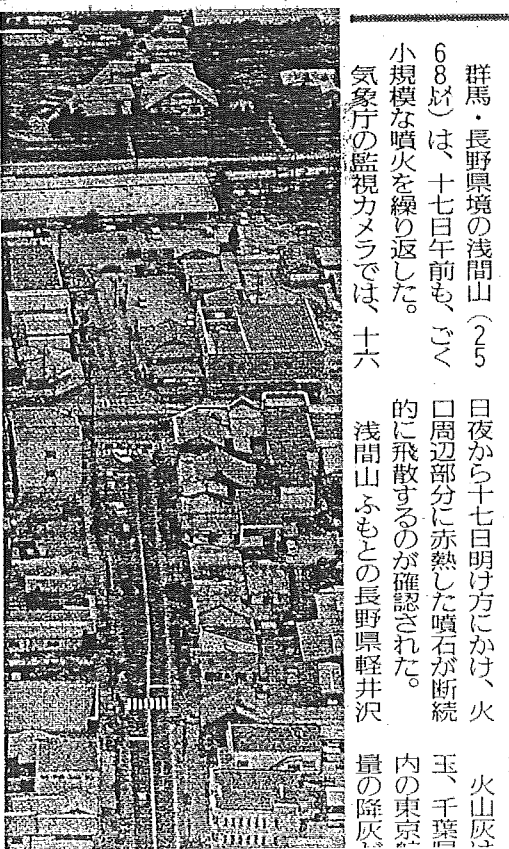 群馬・長野県境の浅間山（25
68㍍）は、十七日午前も、ごく
小規模な噴火を繰り返した。
気象庁の監視カメラでは、十六
日夜から十七日明け方にかけ、火
口周辺部分に赤熱した噴石が断続
的に飛散するのが確認された。
浅間山ふもとの長野県軽井沢
火山灰は
玉、千葉県
内の東京
量の降灰が